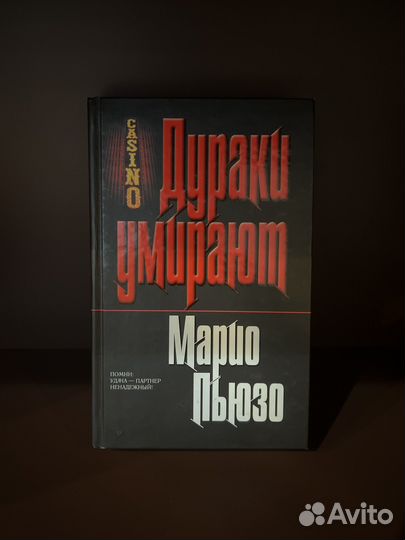 CASINO
Дураки
умирают
Марио
Пьюзо
ПОМНИ:
УДАЧА — ПАРТНЕР
НЕНАДЕЖНЫЙ!
Avito